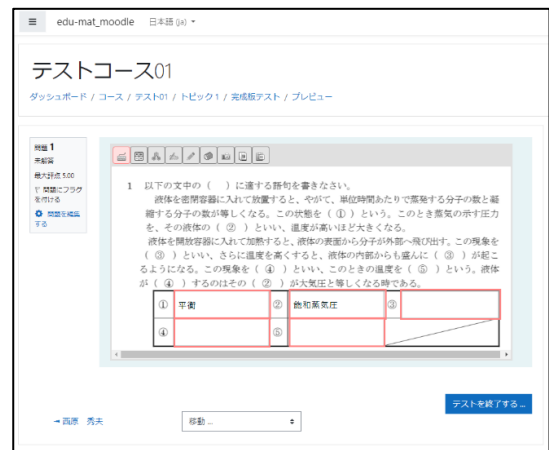 edu-mat_moodle 日本語 (ja)
テストコース01
ダッシュボード / コース / テスト01 / トピック 1 / 完成版テスト / プレビュー
問題 1
未解答
最大評点 5.00
問題にフラグ
を付ける
問題を編集
する
1 以下の文中の ( ) に適する語句を書きなさい。
液体を密閉容器に入れて放置すると、やがて、単位時間あたりで蒸発する分子の数と凝
縮する分子の数が等しくなる。この状態を ( ① ) という。このとき蒸気の示す圧力
を、その液体の ( ② ) といい、温度が高いほど大きくなる。
液体を開放容器に入れて加熱すると、液体の表面から分子が外部へ飛び出す。この現象を
( ③ ) といい、さらに温度を高くすると、液体の内部からも盛んに ( ③ ) が起こ
るようになる。この現象を ( ④ ) といい、このときの温度を ( ⑤ ) という。液体
が ( ④ ) するのはその ( ② ) が大気圧と等しくなる時である。
① 平衡 ② 飽和蒸気圧 ③
④ ⑤
テストを終了する ...
西原 秀夫 移動 ...